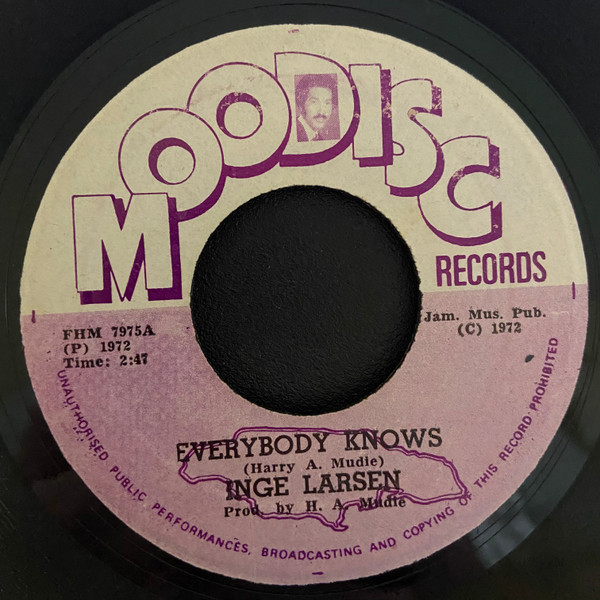 MOODISC
RECORDS
FHM 7975A
(P) 1972
Time: 2:47
Jam. Mus. Pub.
(C) 1972
EVERYBODY KNOWS
(Harry A. Mudie)
INGE LARSEN
Prod. by H. A. Mudie
UNAUTHORISED PUBLIC PERFORMANCES, BROADCASTING AND COPYING OF THIS RECORD PROHIBITED